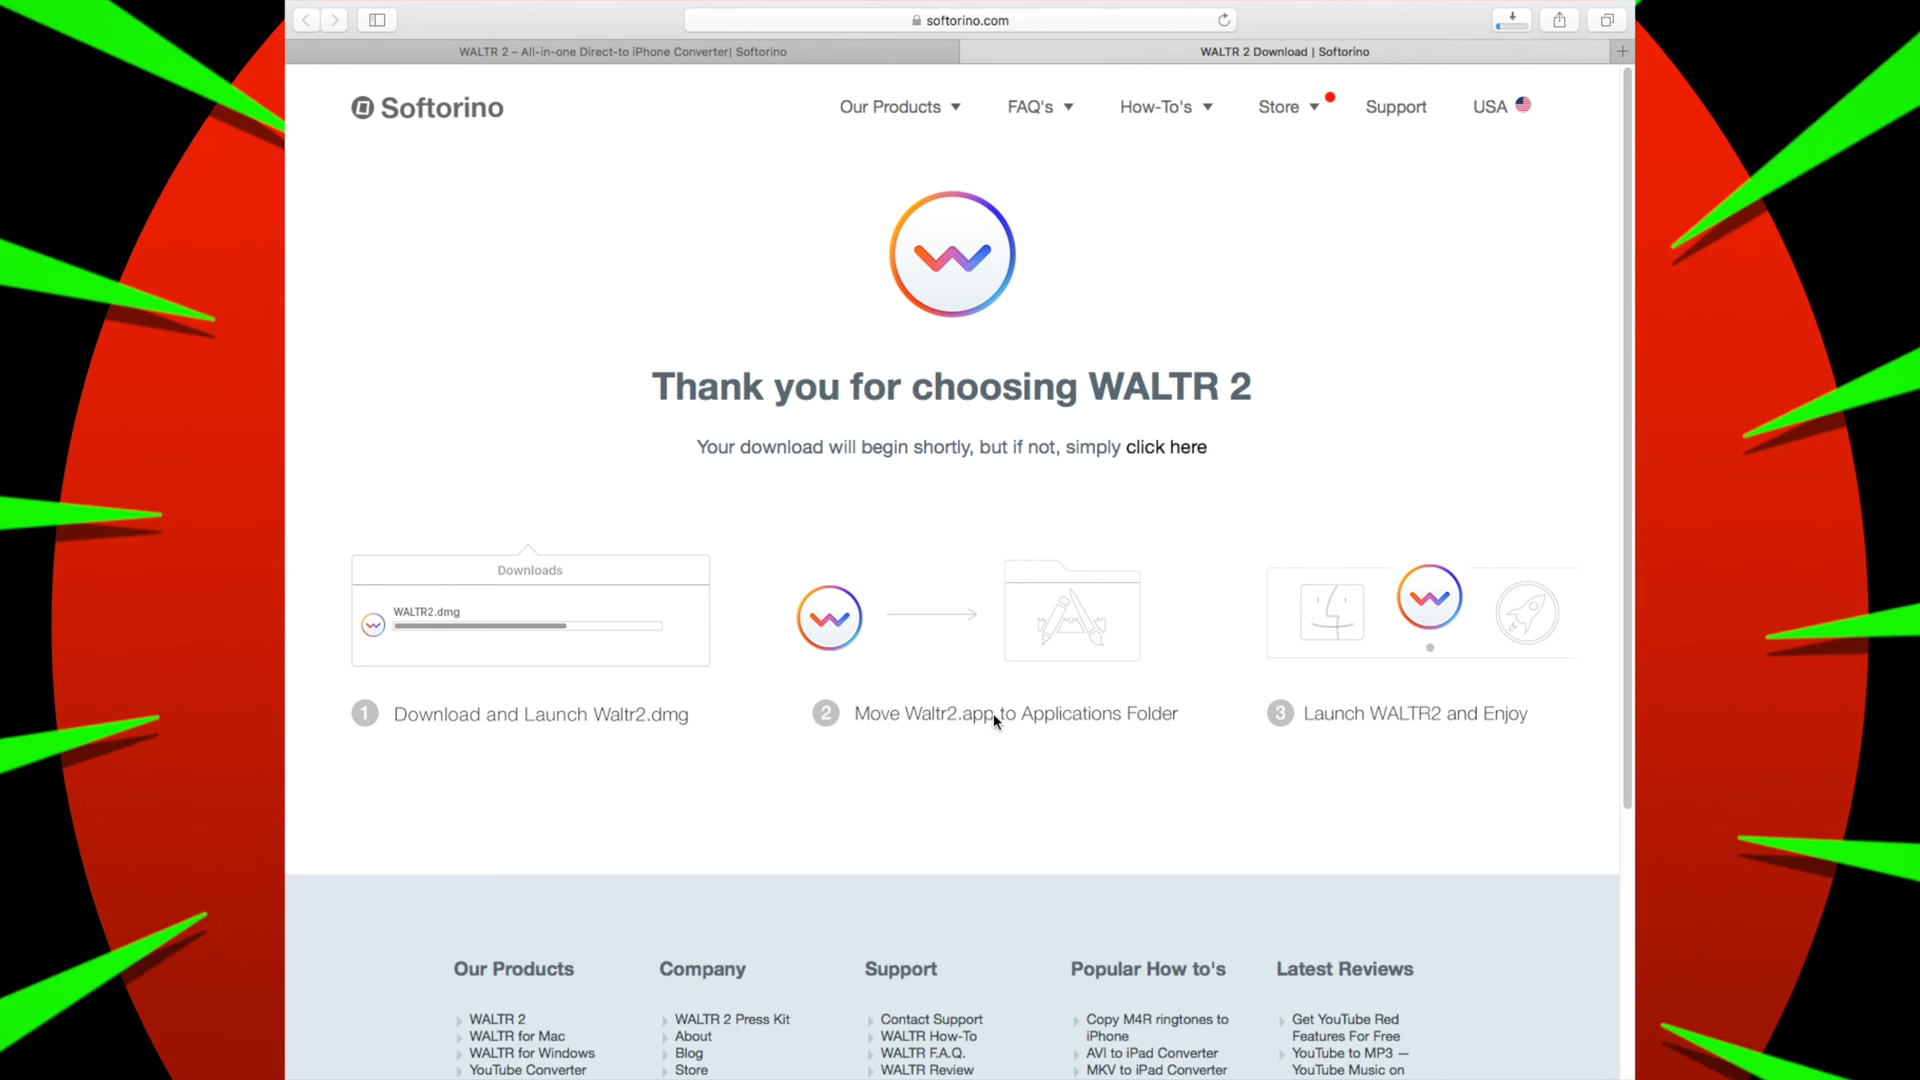 softorino.com
WALTR 2 – All-in-one Direct-to iPhone Converter| Softorino
WALTR 2 Download | Softorino
Softorino
Our Products
FAQ's
How-To's
Store
Support
USA
Thank you for choosing WALTR 2
Your download will begin shortly, but if not, simply click here
Downloads
WALTR2.dmg
1 Download and Launch Waltr2.dmg
2 Move Waltr2.app to Applications Folder
3 Launch WALTR2 and Enjoy
Our Products
WALTR 2
WALTR for Mac
WALTR for Windows
YouTube Converter
Company
WALTR 2 Press Kit
About
Blog
Store
Support
Contact Support
WALTR How-To
WALTR F.A.Q.
WALTR Review
Popular How to's
Copy M4R ringtones to
iPhone
AVI to iPad Converter
MKV to iPad Converter
Latest Reviews
Get YouTube Red
Features For Free
YouTube to MP3 —
YouTube Music on